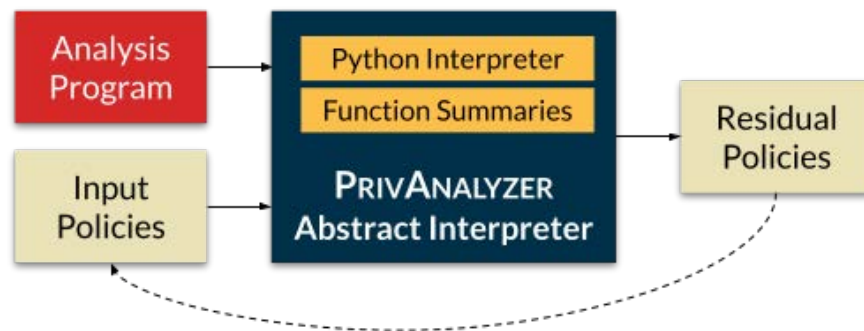 Analysis
Program
Input
Policies
Python Interpreter
Function Summaries
PRIVANALYZER
Abstract Interpreter
Residual
Policies